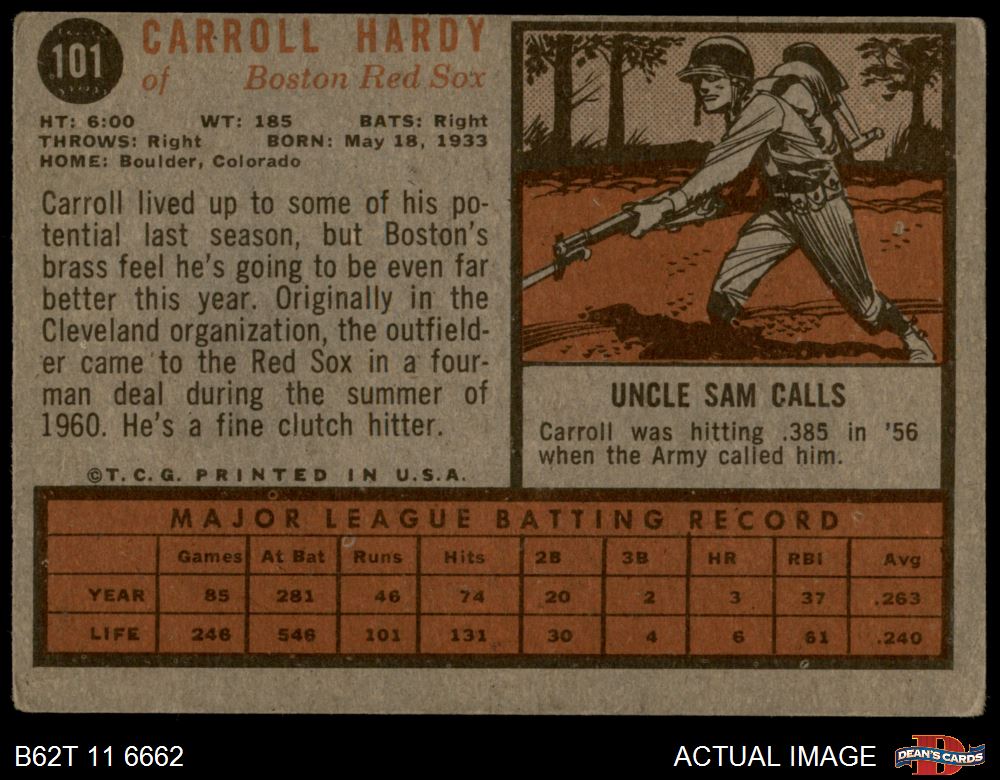 101
CARROLL HARDY
of Boston Red Sox
HT: 6:00 WT: 185 BATS: Right
THROWS: Right BORN: May 18, 1933
HOME: Boulder, Colorado
Carroll lived up to some of his po-
tential last season, but Boston's
brass feel he's going to be even far
better this year. Originally in the
Cleveland organization, the outfield-
er came to the Red Sox in a four-
man deal during the summer of
1960. He's a fine clutch hitter.
©T.C.G. PRINTED IN U.S.A.
UNCLE SAM CALLS
Carroll was hitting .385 in '56
when the Army called him.
MAJOR LEAGUE BATTING RECORD
Games At Bat Runs Hits 2B 3B HR RBI Avg
YEAR 85 281 46 74 20 2 3 37 .263
LIFE 246 546 101 131 30 4 6 61 .240
B62T 11 6662
ACTUAL IMAGE
D
DEAN'S CARDS